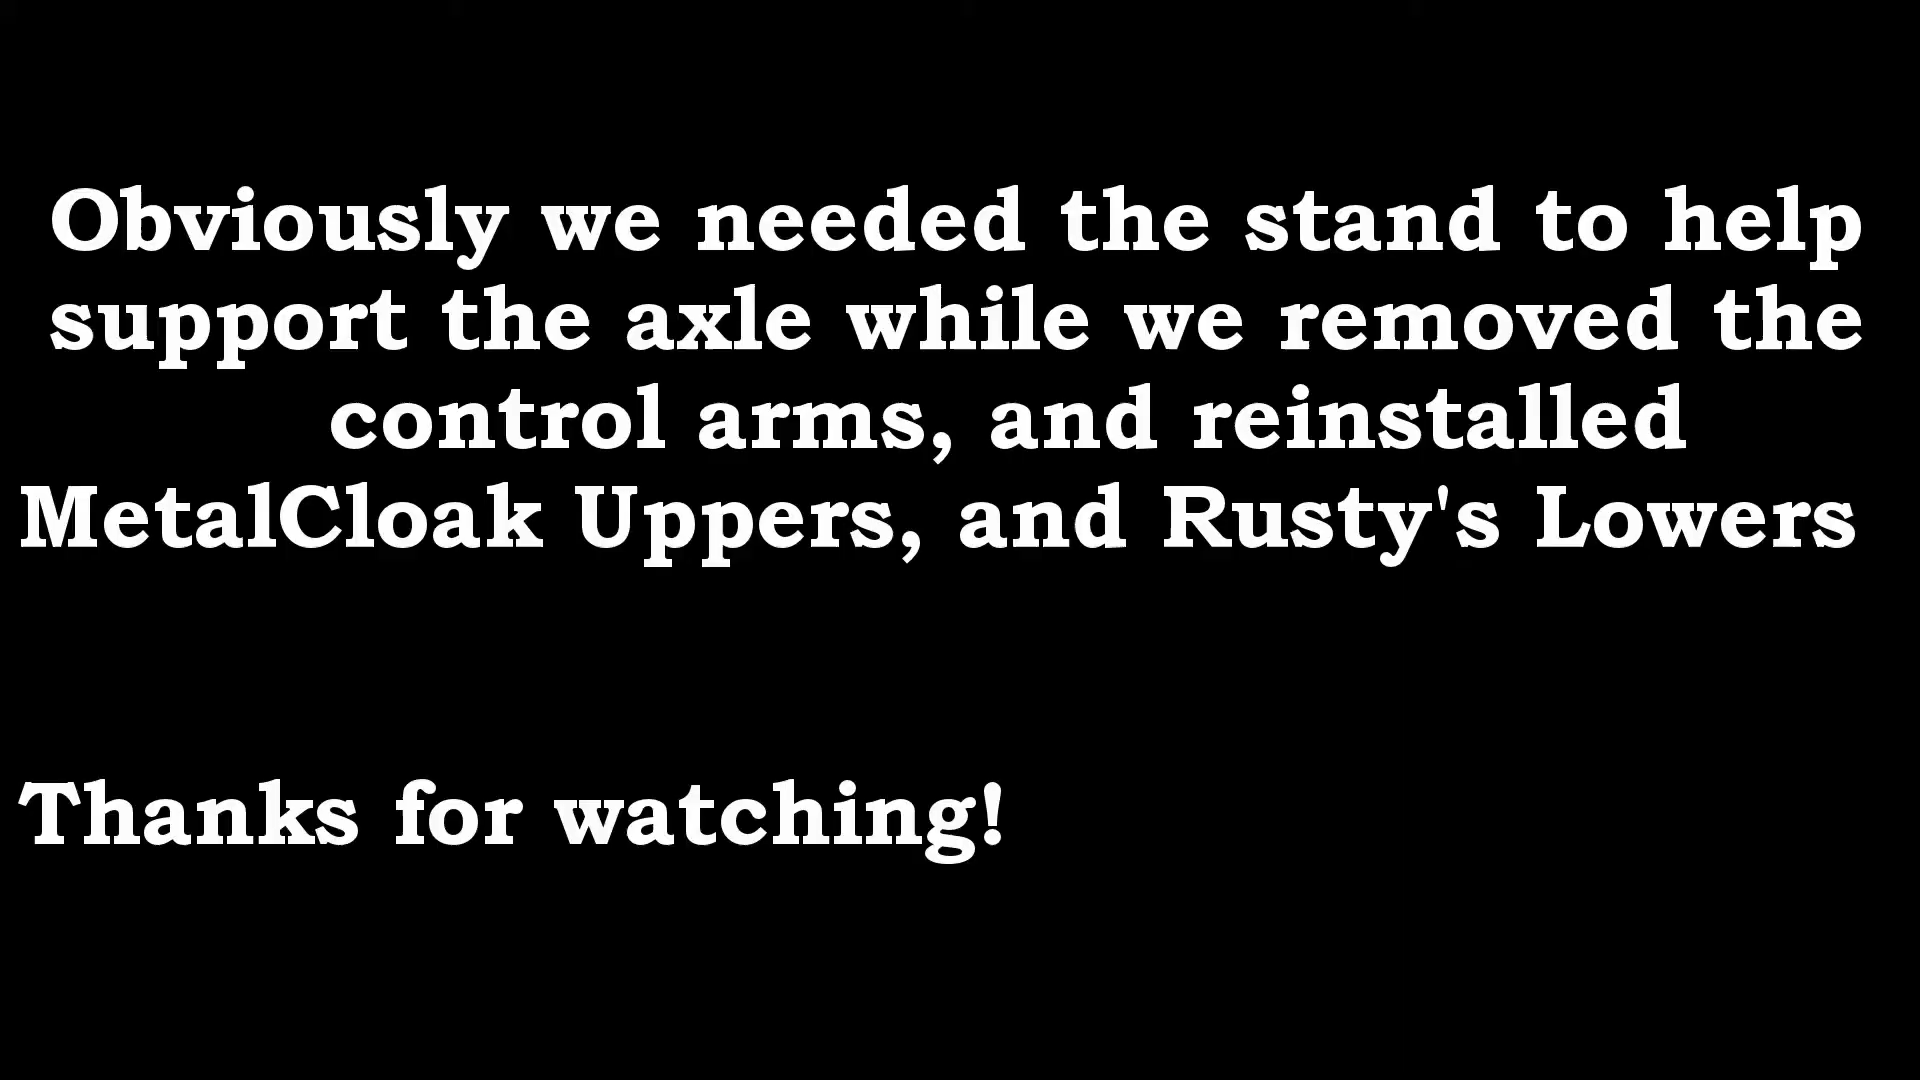 Obviously we needed the stand to help
support the axle while we removed the
control arms, and reinstalled
MetalCloak Uppers, and Rusty's Lowers
Thanks for watching!